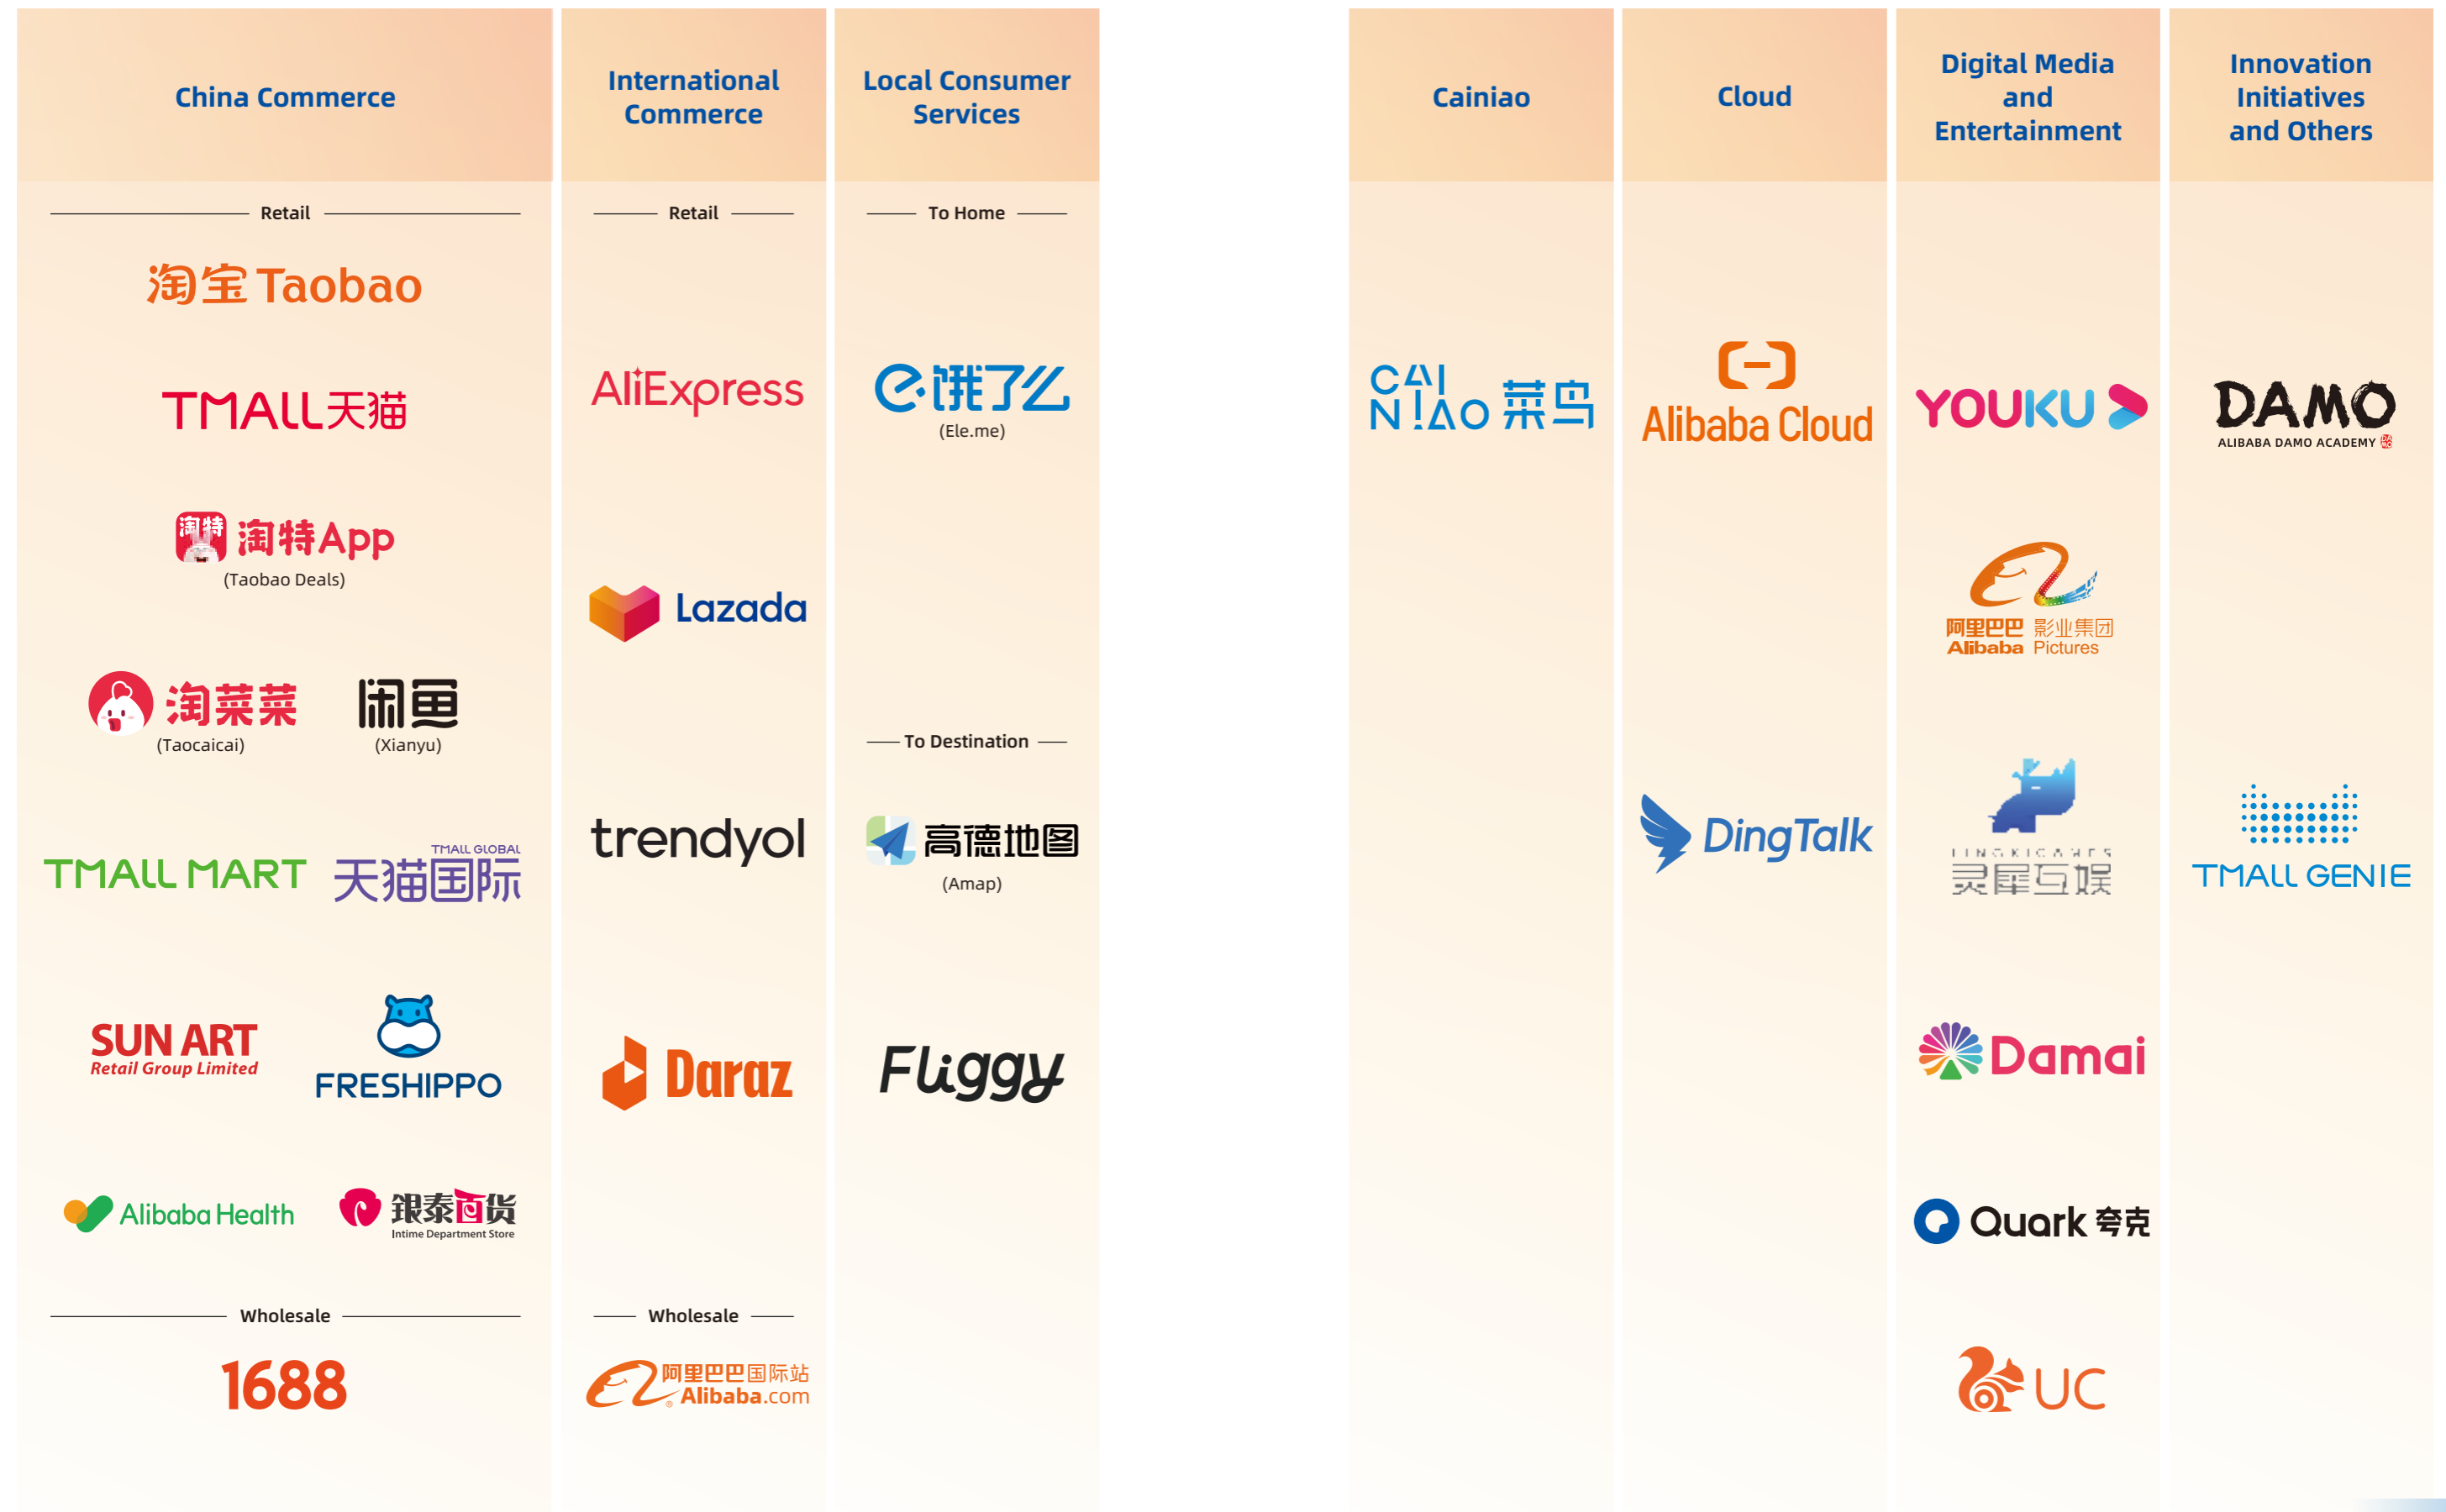 China Commerce
Retail
淘宝 Taobao
TMALL 天猫
淘特
淘特App
(Taobao Deals)
淘菜菜
(Taocaicai)
闲鱼
(Xianyu)
TMALL MART
TMALL GLOBAL
天猫国际
SUN ART
Retail Group Limited
FRESHIPPO
Alibaba Health
银泰百货
Intime Department Store
Wholesale
1688
International
Commerce
Retail
AliExpress
Lazada
trendyol
Daraz
Wholesale
阿里巴巴国际站
Alibaba.com
Local Consumer
Services
To Home
饿了么
(Ele.me)
To Destination
高德地图
(Amap)
Fliggy
Cainiao
CAI
NIAO 菜鸟
Cloud
Alibaba Cloud
DingTalk
Digital Media
and
Entertainment
YOUKU
阿里巴巴 影业集团
Alibaba Pictures
灵犀互娱
Damai
Quark 夸克
UC
Innovation
Initiatives
and Others
DAMO
ALIBABA DAMO ACADEMY
TMALL GENIE